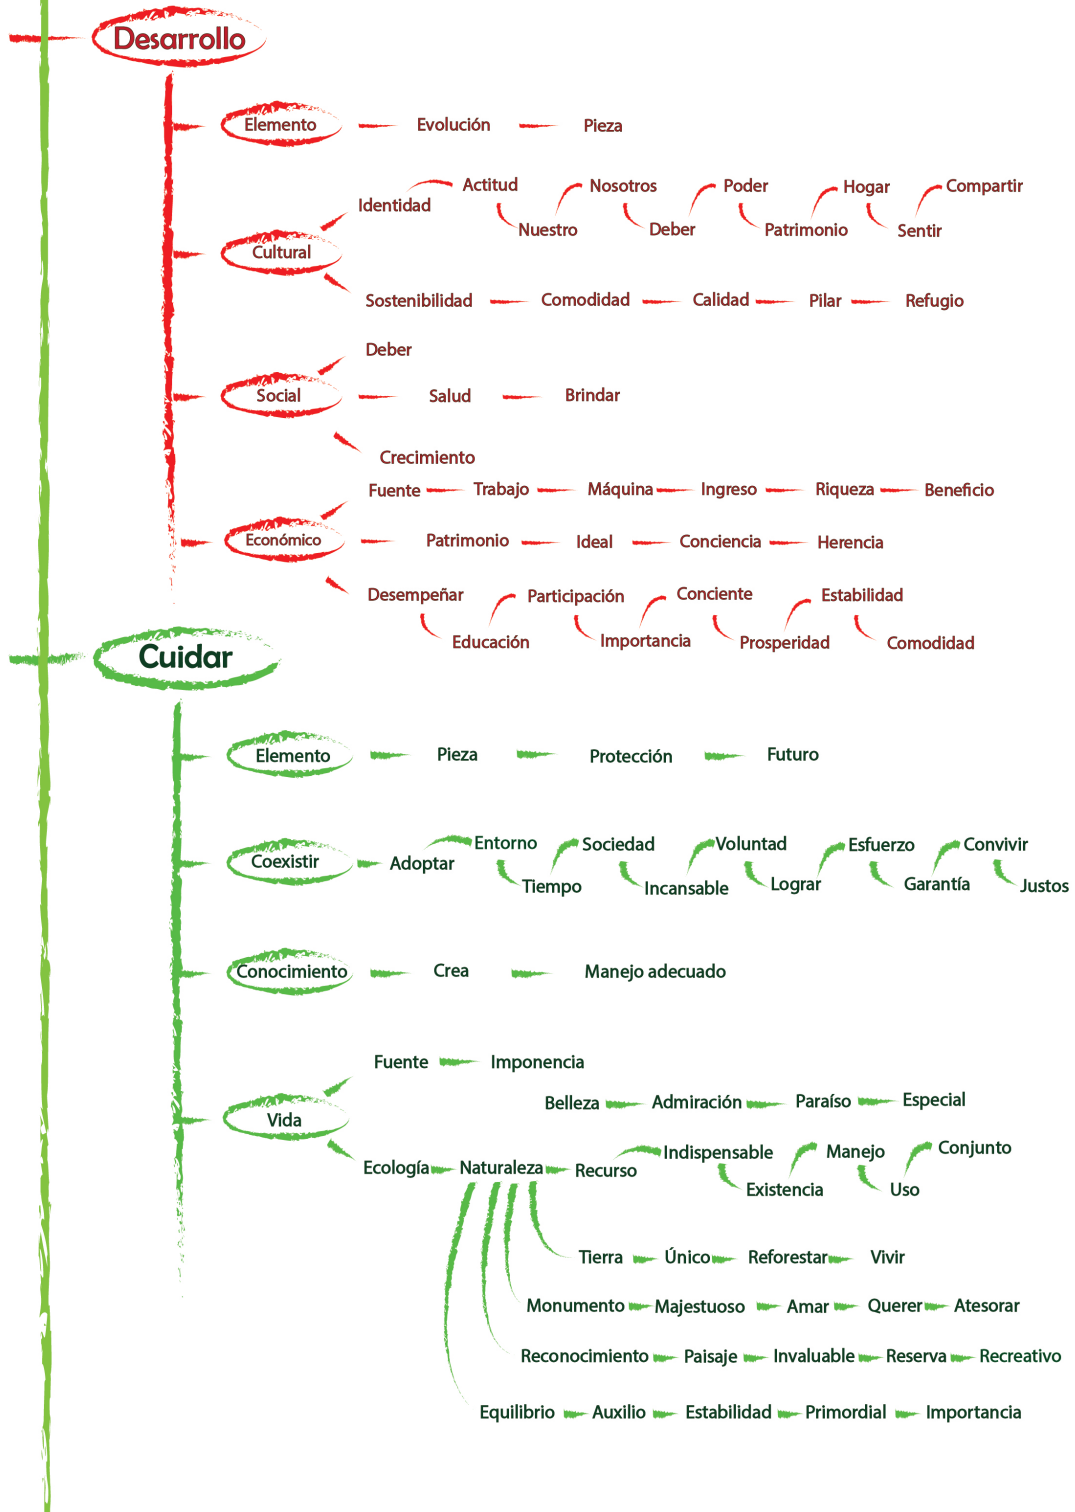 Desarrollo
Elemento Evolución Pieza
Actitud Nosotros Poder Hogar Compartir
Identidad
Nuestro Deber Patrimonio Sentir
Cultural
Sostenibilidad Comodidad Calidad Pilar Refugio
Deber
Social Salud Brindar
Crecimiento
Fuente Trabajo Máquina Ingreso Riqueza Beneficio
Económico Patrimonio Ideal Conciencia Herencia
Desempeñar Participación Conciente Estabilidad
Educación Importancia Prosperidad Comodidad
Cuidar
Elemento Pieza Protección Futuro
Entorno Sociedad Voluntad Esfuerzo Convivir
Coexistir Adoptar
Tiempo Incansable Lograr Garantía Justos
Conocimiento Crea Manejo adecuado
Fuente Imponencia
Belleza Admiración Paraíso Especial
Vida
Indispensable Manejo Conjunto
Ecología Naturaleza Recurso
Existencia Uso
Tierra Único Reforestar Vivir
Monumento Majestuoso Amar Querer Atesorar
Reconocimiento Paisaje Invaluable Reserva Recreativo
Equilibrio Auxilio Estabilidad Primordial Importancia